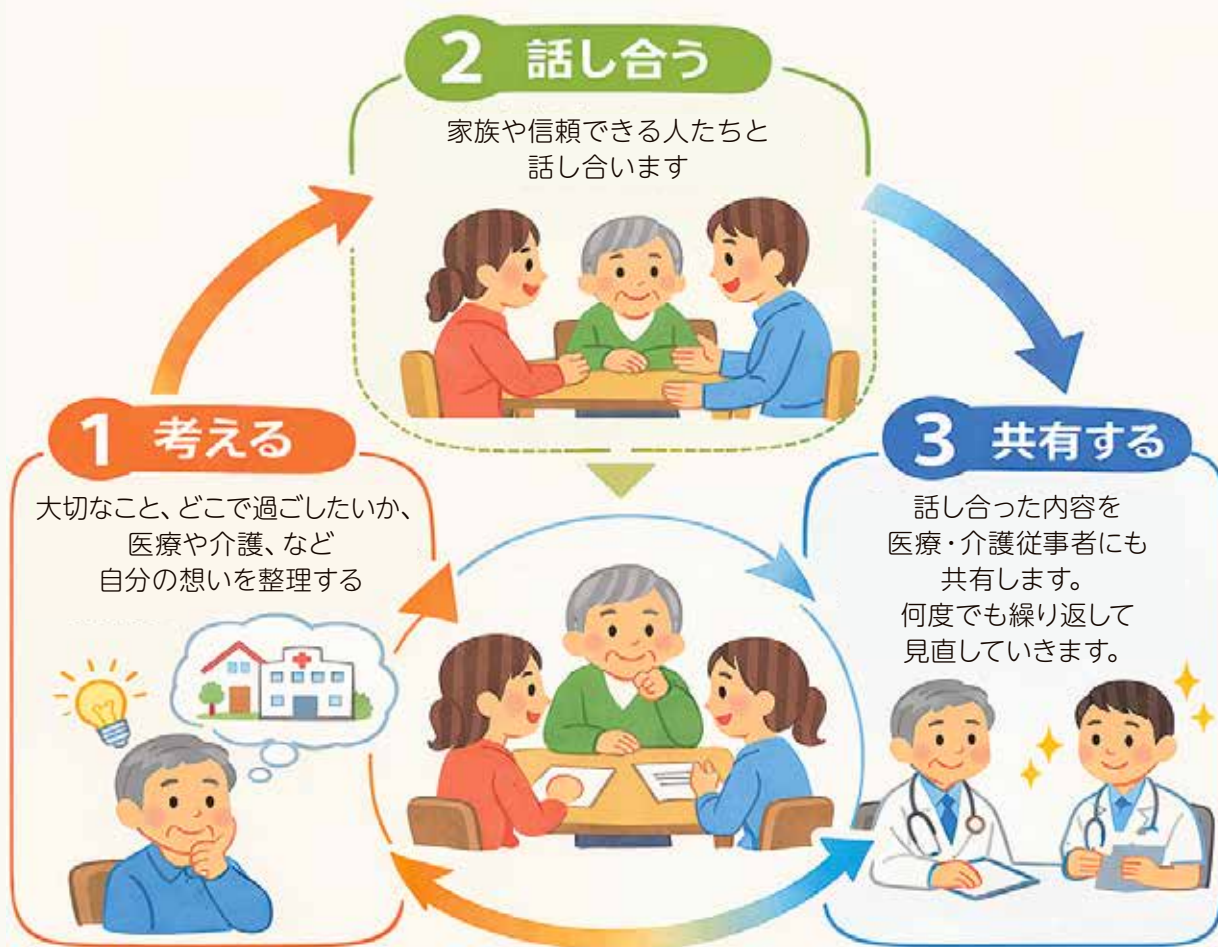 2 話し合う
家族や信頼できる人たちと
話し合います
1 考える
大切なこと、どこで過ごしたいか、
医療や介護、など
自分の想いを整理する
3 共有する
話し合った内容を
医療・介護従事者にも
共有します。
何度でも繰り返して
見直していきます。